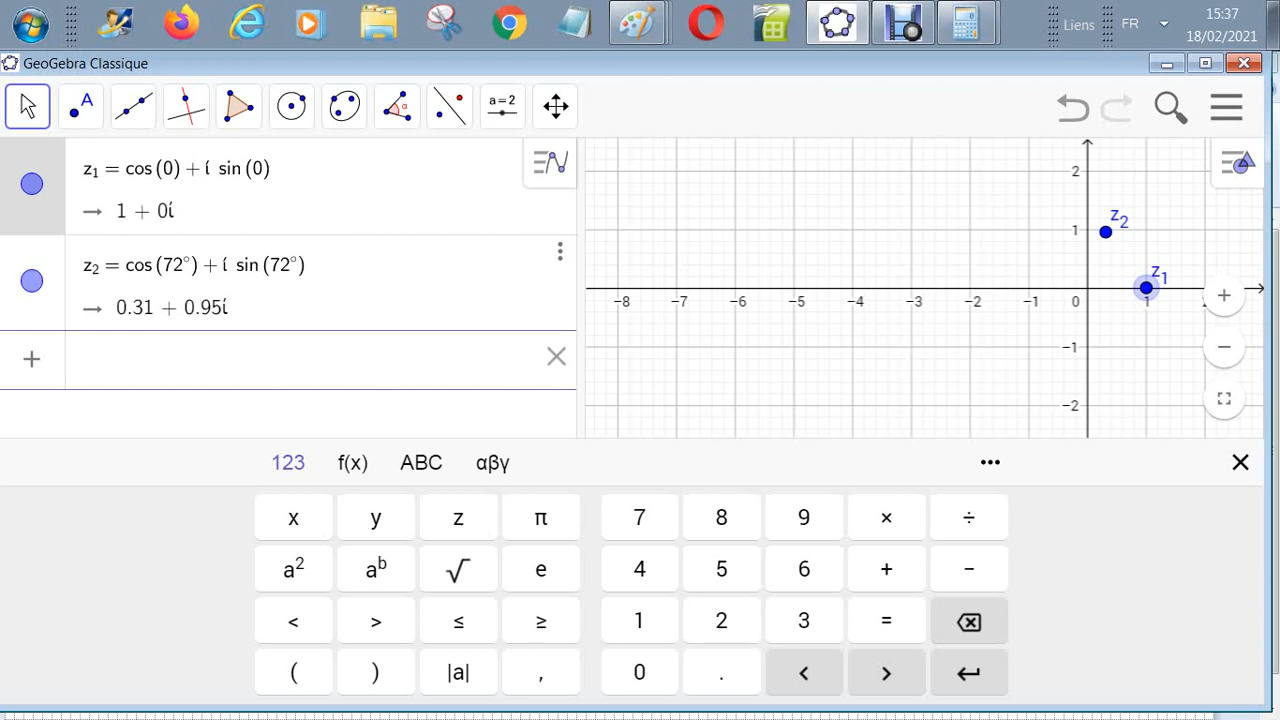 15:37
Liens FR
18/02/2021
GeoGebra Classique
A
α
a=2
z₁ = cos (0) + ί sin (0)
→ 1 + 0ί
z₂ = cos (72°) + ί sin (72°)
→ 0.31 + 0.95ί
+
2
z₂
1
z₁
−8 −7 −6 −5 −4 −3 −2 −1 0 1
−1
−2
+
−
123 f(x) ABC αβγ ...
x y z π 7 8 9 × ÷
a² aᵇ √ e 4 5 6 + −
< > ≤ ≥ 1 2 3 =
( ) |a| , 0 . < >